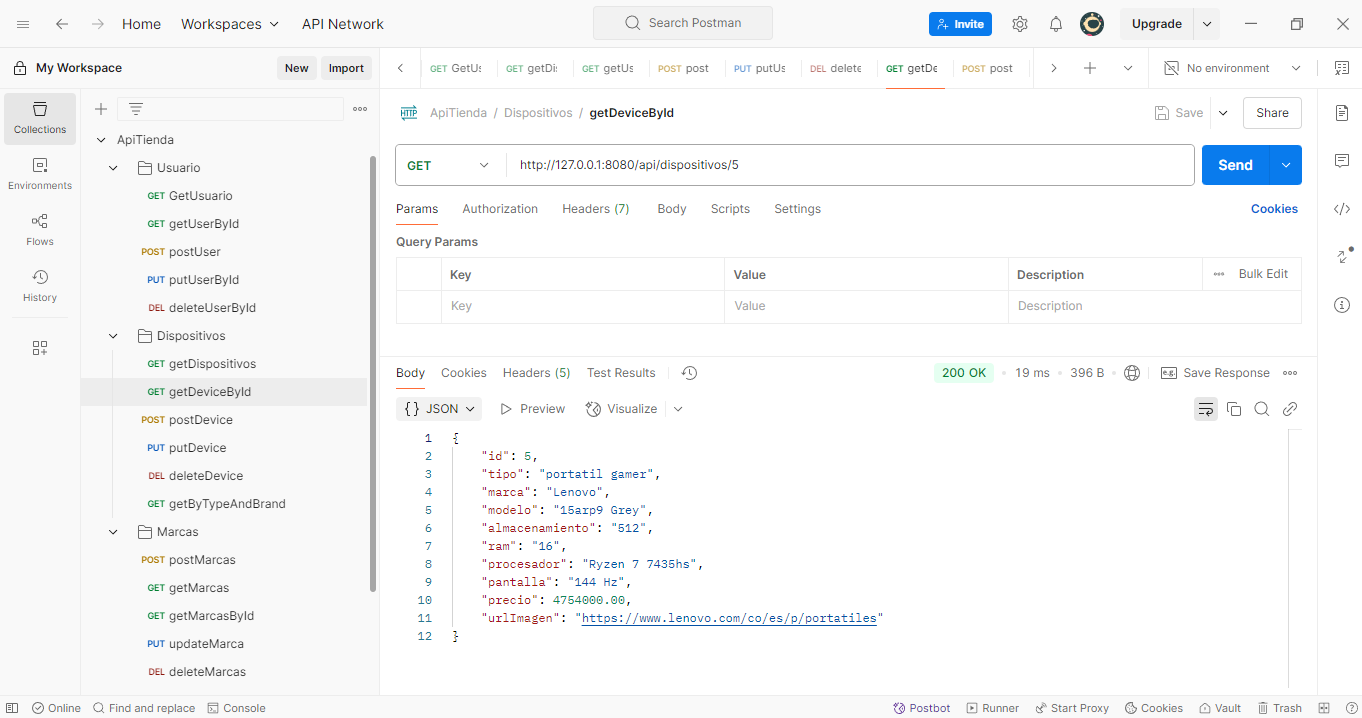 Home Workspaces API Network Search Postman Invite Upgrade
My Workspace New Import
GET GetUs GET getDi GET getUs POST post PUT putUs DEL delete GET getDe POST post No environment
Collections
Environments
Flows
History
ApiTienda
Usuario
GET GetUsuario
GET getUserById
POST postUser
PUT putUserById
DEL deleteUserById
Dispositivos
GET getDispositivos
GET getDeviceById
POST postDevice
PUT putDevice
DEL deleteDevice
GET getByTypeAndBrand
Marcas
POST postMarcas
GET getMarcas
GET getMarcasById
PUT updateMarca
DEL deleteMarcas
HTTP ApiTienda / Dispositivos / getDeviceById Save Share
GET http://127.0.0.1:8080/api/dispositivos/5 Send
Params Authorization Headers (7) Body Scripts Settings Cookies
Query Params
Key Value Description Bulk Edit
Key Value Description
Body Cookies Headers (5) Test Results 200 OK • 19 ms • 396 B • e.g. Save Response
{} JSON Preview Visualize
1 {
2 "id": 5,
3 "tipo": "portatil gamer",
4 "marca": "Lenovo",
5 "modelo": "15arp9 Grey",
6 "almacenamiento": "512",
7 "ram": "16",
8 "procesador": "Ryzen 7 7435hs",
9 "pantalla": "144 Hz",
10 "precio": 4754000.00,
11 "urlImagen": "https://www.lenovo.com/co/es/p/portatiles"
12 }
Online Find and replace Console Postbot Runner Start Proxy Cookies Vault Trash